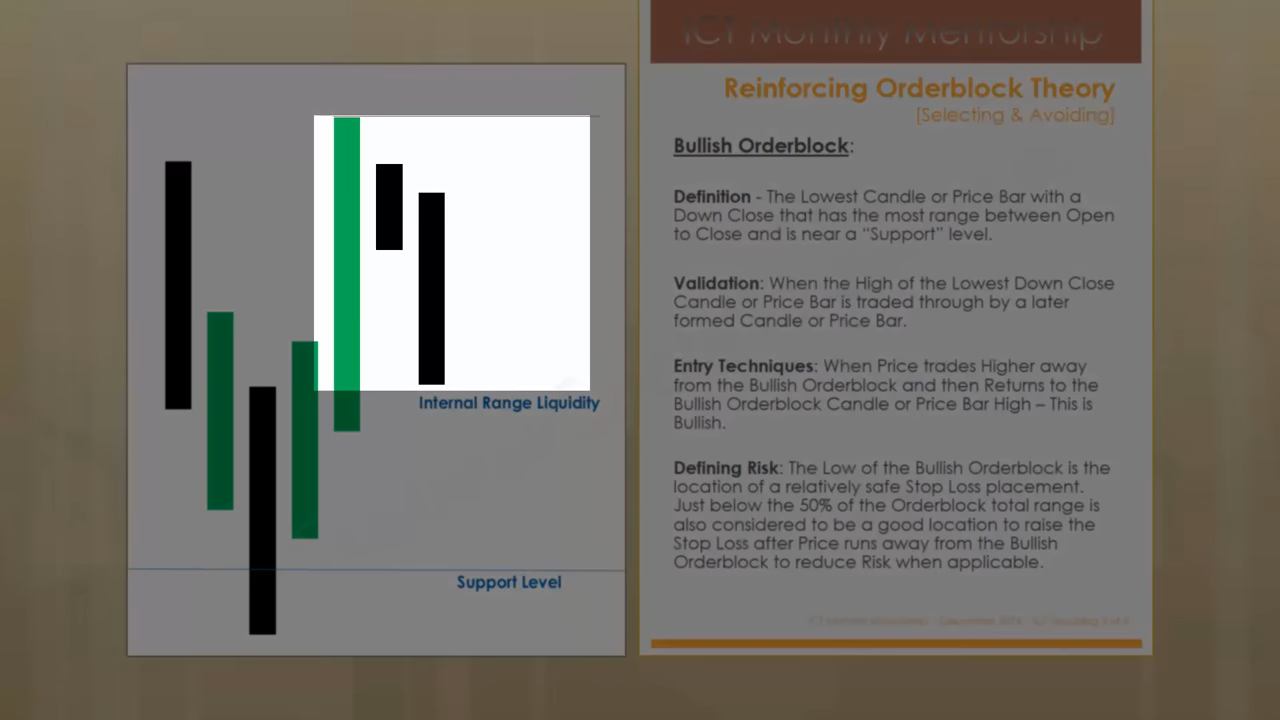 ICT Monthly Mentorship
Reinforcing Orderblock Theory
[Selecting & Avoiding]
Bullish Orderblock:
Definition - The Lowest Candle or Price Bar with a
Down Close that has the most range between Open
to Close and is near a “Support” level.
Validation: When the High of the Lowest Down Close
Candle or Price Bar is traded through by a later
formed Candle or Price Bar.
Entry Techniques: When Price trades Higher away
from the Bullish Orderblock and then Returns to the
Bullish Orderblock Candle or Price Bar High – This is
Bullish.
Defining Risk: The Low of the Bullish Orderblock is the
location of a relatively safe Stop Loss placement.
Just below the 50% of the Orderblock total range is
also considered to be a good location to raise the
Stop Loss after Price runs away from the Bullish
Orderblock to reduce Risk when applicable.
Internal Range Liquidity
Support Level